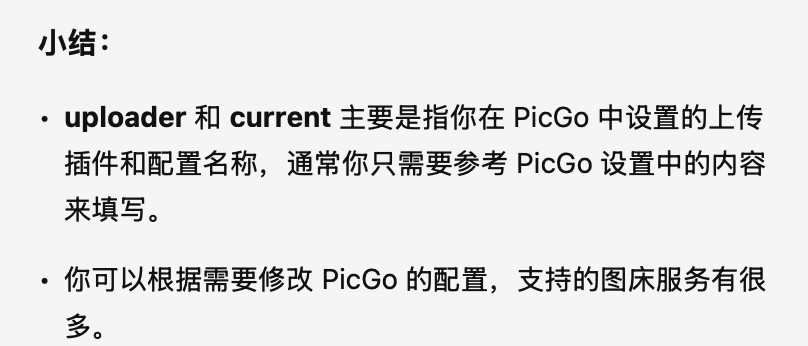 小结：
• uploader 和 current 主要是指你在 PicGo 中设置的上传
插件和配置名称，通常你只需要参考 PicGo 设置中的内容
来填写。
• 你可以根据需要修改 PicGo 的配置，支持的图床服务有很
多。